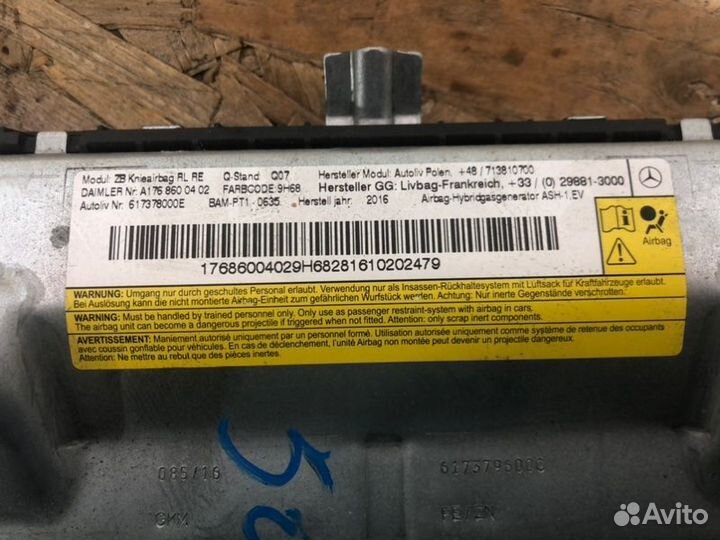 Modul: ZB Knieairbag RL RE Q-Stand Q07 Hersteller Modul: Autoliv Polen, +48 / 713810700
DAIMLER Nr. A176 860 04 02 FARBCODE: 9H68 Hersteller GG: Livbag-Frankreich, +33 / (0) 29881-3000
Autoliv Nr. 617378000E BAM-PT1 - 0635 Herstell jahr: 2016 Airbag-Hybridgasgenerator ASH-1,EV
Airbag
17686004029H68281610202479
WARNUNG: Umgang nur durch geschultes Personal erlaubt. Verwendung nur als Insassen-Rückhaltesystem mit Luftsack für Kraftfahrzeuge erlaubt.
Bei Auslösung kann die nicht montierte Airbag-Einheit zum gefährlichen Wurfstück werden. Achtung: Nur inerte Gegenstände verschrotten.
WARNING: Must be handled by trained personnel only. Only use as passenger restraint-system with airbag in cars.
The airbag unit can become a dangerous projectile if triggered when not fitted. Attention: only scrap inert components.
AVERTISSEMENT: Maniement autorisé uniquement par un personnel formé. Utilisation autorisée uniquement comme système de retenue des occupants
avec coussin gonflable pour véhicules. En cas de déclenchement, l'unité Airbag non montée peut devenir un projectile dangereux.
Attention: Ne mettre au rebut que des pièces inertes.
085/16
GMM
Avito